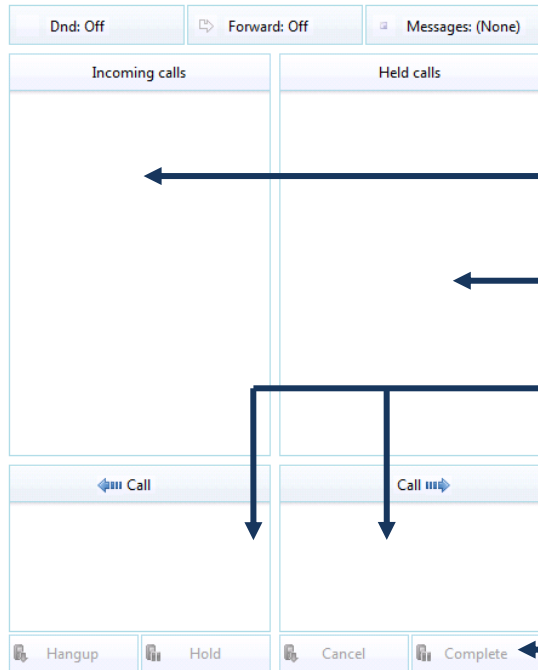 Dnd: Off Forward: Off Messages: (None)
Incoming calls Held calls
Call Call
Hangup Hold Cancel Complete